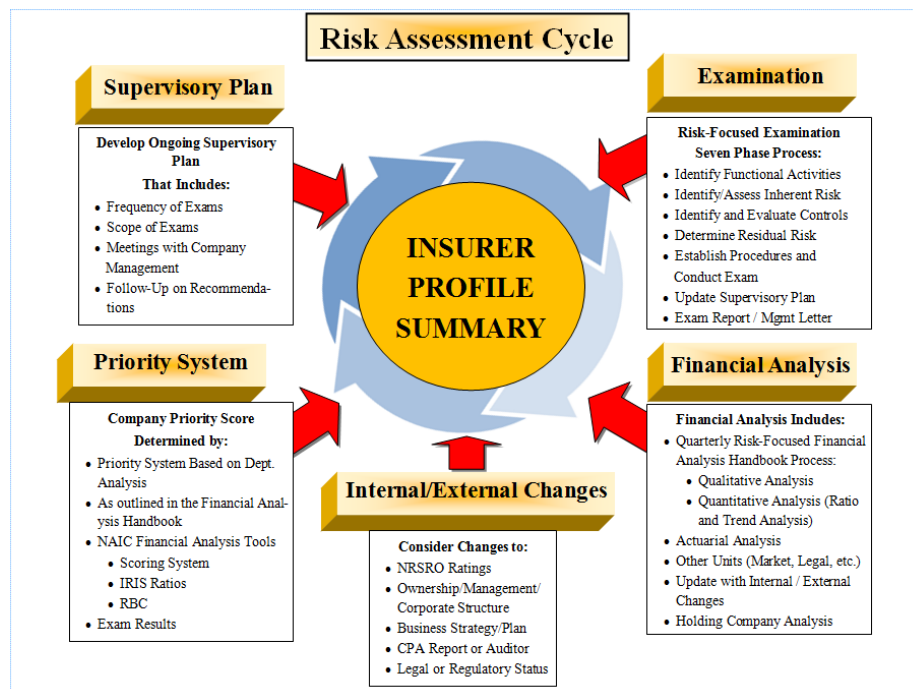 Risk Assessment Cycle
Supervisory Plan
Develop Ongoing Supervisory
Plan
That Includes:
• Frequency of Exams
• Scope of Exams
• Meetings with Company
Management
• Follow-Up on Recommenda-
tions
Examination
Risk-Focused Examination
Seven Phase Process:
• Identify Functional Activities
• Identify/Assess Inherent Risk
• Identify and Evaluate Controls
• Determine Residual Risk
• Establish Procedures and
Conduct Exam
• Update Supervisory Plan
• Exam Report / Mgmt Letter
INSURER
PROFILE
SUMMARY
Priority System
Company Priority Score
Determined by:
• Priority System Based on Dept.
Analysis
• As outlined in the Financial Anal-
ysis Handbook
• NAIC Financial Analysis Tools
• Scoring System
• IRIS Ratios
• RBC
• Exam Results
Internal/External Changes
Consider Changes to:
• NRSRO Ratings
• Ownership/Management/
Corporate Structure
• Business Strategy/Plan
• CPA Report or Auditor
• Legal or Regulatory Status
Financial Analysis
Financial Analysis Includes:
• Quarterly Risk-Focused Financial
Analysis Handbook Process:
• Qualitative Analysis
• Quantitative Analysis (Ratio
and Trend Analysis)
• Actuarial Analysis
• Other Units (Market, Legal, etc.)
• Update with Internal / External
Changes
• Holding Company Analysis